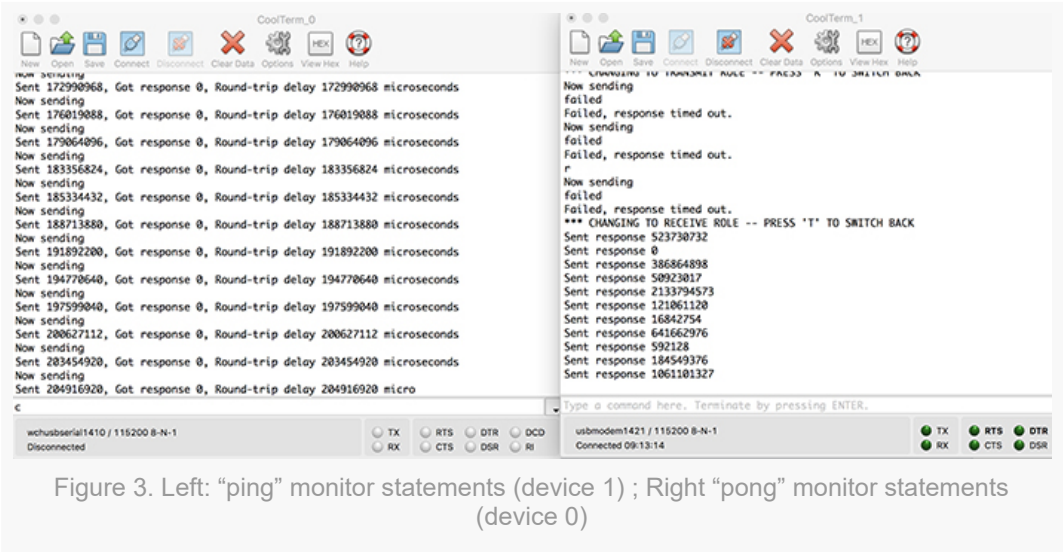 CoolTerm_0
New Open Save Connect Disconnect Clear Data Options View Hex Help
Now sending
Sent 172990968, Got response 0, Round-trip delay 172990968 microseconds
Now sending
Sent 176019088, Got response 0, Round-trip delay 176019088 microseconds
Now sending
Sent 179064096, Got response 0, Round-trip delay 179064096 microseconds
Now sending
Sent 183356824, Got response 0, Round-trip delay 183356824 microseconds
Now sending
Sent 185334432, Got response 0, Round-trip delay 185334432 microseconds
Now sending
Sent 188713880, Got response 0, Round-trip delay 188713880 microseconds
Now sending
Sent 191892200, Got response 0, Round-trip delay 191892200 microseconds
Now sending
Sent 194770640, Got response 0, Round-trip delay 194770640 microseconds
Now sending
Sent 197599040, Got response 0, Round-trip delay 197599040 microseconds
Now sending
Sent 200627112, Got response 0, Round-trip delay 200627112 microseconds
Now sending
Sent 203454920, Got response 0, Round-trip delay 203454920 microseconds
Now sending
Sent 204916920, Got response 0, Round-trip delay 204916920 micro
c
wchusbserial1410 / 115200 8-N-1
Disconnected
TX RTS DTR DCD
RX CTS DSR RI
CoolTerm_1
New Open Save Connect Disconnect Clear Data Options View Hex Help
*** CHANGING TO TRANSMIT ROLE -- PRESS 'R' TO SWITCH BACK
Now sending
failed
Failed, response timed out.
Now sending
failed
Failed, response timed out.
r
Now sending
failed
Failed, response timed out.
*** CHANGING TO RECEIVE ROLE -- PRESS 'T' TO SWITCH BACK
Sent response 523730732
Sent response 0
Sent response 386864898
Sent response 50923017
Sent response 2133794573
Sent response 121061120
Sent response 16842754
Sent response 641662976
Sent response 592128
Sent response 184549376
Sent response 1061101327
Type a command here. Terminate by pressing ENTER.
usbmodem1421 / 115200 8-N-1
Connected 09:13:14
TX RTS DTR
RX CTS DSR
HEX
HEX
Figure 3. Left: “ping” monitor statements (device 1) ; Right “pong” monitor statements
(device 0)